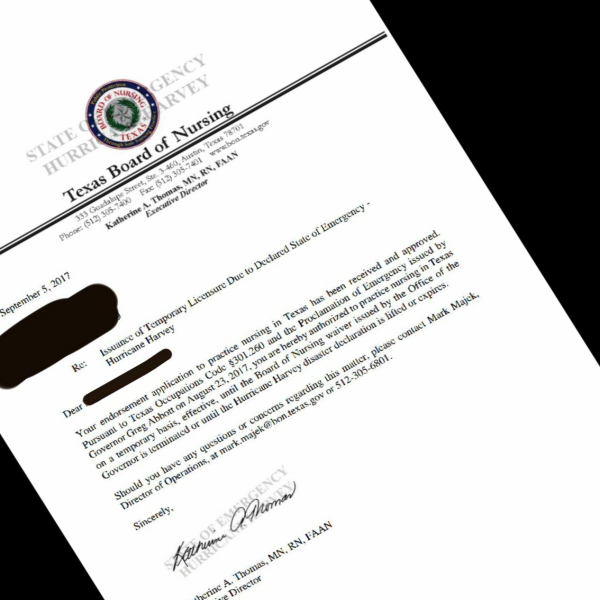 STATE OF EMERGENCY
HURRICANE HARVEY
BOARD OF NURSING
TEXAS
Texas Board of Nursing
333 Guadalupe Street, Ste. 3-460, Austin, Texas 78701
Phone: (512) 305-7400 Fax: (512) 305-7401 www.bon.texas.gov
Katherine A. Thomas, MN, RN, FAAN
Executive Director
September 5, 2017
Re: Issuance of Temporary Licensure Due to Declared State of Emergency -
Hurricane Harvey
Dear
Your endorsement application to practice nursing in Texas has been received and approved.
Pursuant to Texas Occupations Code §301.260 and the Proclamation of Emergency issued by
Governor Greg Abbott on August 23, 2017, you are hereby authorized to practice nursing in Texas
on a temporary basis, effective, until the Board of Nursing waiver issued by the Office of the
Governor is terminated or until the Hurricane Harvey disaster declaration is lifted or expires.
Should you have any questions or concerns regarding this matter, please contact Mark Majek,
Director of Operations, at mark.majek@bon.texas.gov or 512-305-6801.
Sincerely,
STATE OF EMERGENCY
HURRICANE HARVEY
Katherine A. Thomas
therine A. Thomas, MN, RN, FAAN
ive Director